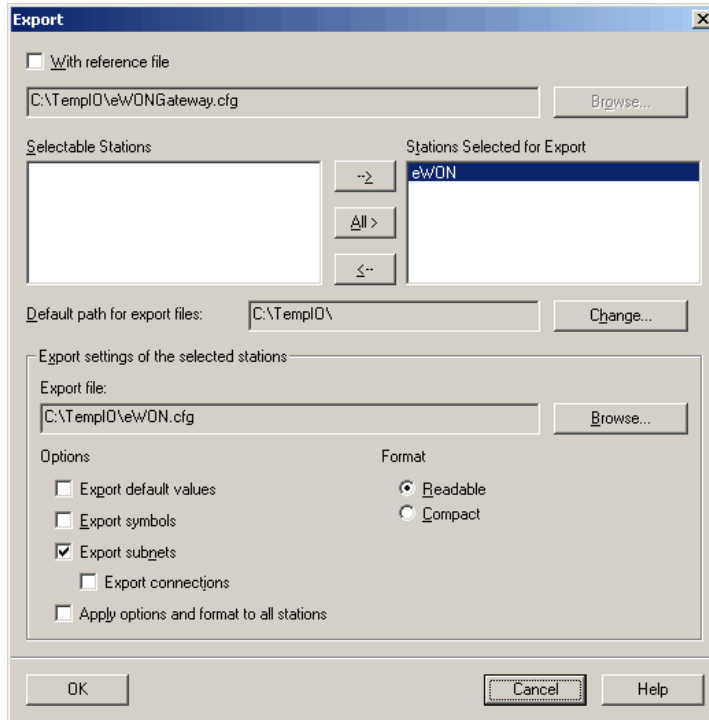 Export
With reference file
C:\TempIO\eWONGateway.cfg
Browse...
Selectable Stations
Stations Selected for Export
-->
eWON
All >
<--
Default path for export files:
C:\TempIO\
Change...
Export settings of the selected stations
Export file:
C:\TempIO\eWON.cfg
Browse...
Options
Format
Export default values
Readable
Export symbols
Compact
Export subnets
Export connections
Apply options and format to all stations
OK
Cancel
Help